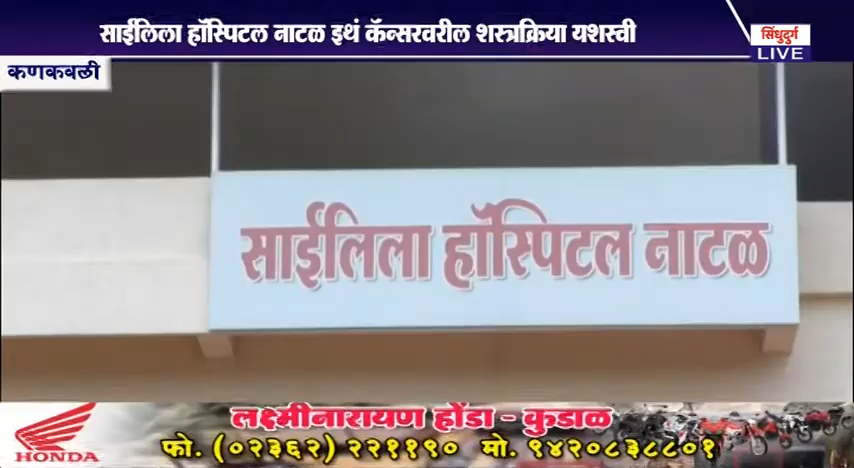 साईलिला हॉस्पिटल नाटळ इथं कॅन्सरवरील शस्त्रक्रिया यशस्वी
सिंधुदुर्ग
LIVE
कणकवली
साईलिला हॉस्पिटल नाटळ
लक्ष्मीनारायण होंडा - कुडाळ
फो. (०२३६२) २२११९० मो. ९४२०८३८८०१
HONDA